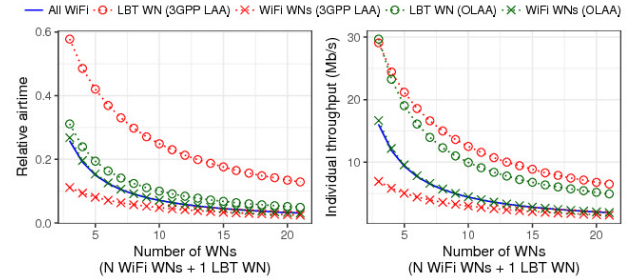 All WiFi LBT WN (3GPP LAA) WiFi WNs (3GPP LAA) LBT WN (OLAA) WiFi WNs (OLAA)
Relative airtime
0.6
0.4
0.2
0.0
5 10 15 20
Number of WNs
(N WiFi WNs + 1 LBT WN)
Individual throughput (Mb/s)
30
20
10
5 10 15 20
Number of WNs
(N WiFi WNs + 1 LBT WN)